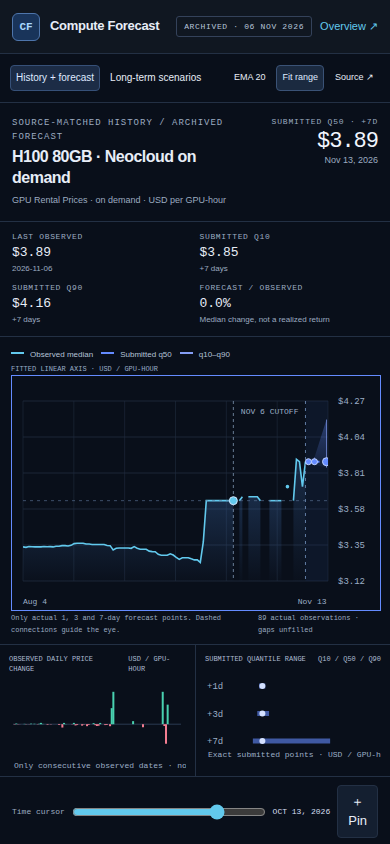 CF
Compute Forecast
ARCHIVED · 06 NOV 2026
Overview ↗
History + forecast
Long-term scenarios
EMA 20
Fit range
Source ↗
SOURCE-MATCHED HISTORY / ARCHIVED
FORECAST
H100 80GB · Neocloud on
demand
GPU Rental Prices · on demand · USD per GPU-hour
SUBMITTED Q50 · +7D
$3.89
Nov 13, 2026
LAST OBSERVED
$3.89
2026-11-06
SUBMITTED Q10
$3.85
+7 days
SUBMITTED Q90
$4.16
+7 days
FORECAST / OBSERVED
0.0%
Median change, not a realized return
Observed median
Submitted q50
q10–q90
FITTED LINEAR AXIS · USD / GPU-HOUR
NOV 6 CUTOFF
$4.27
$4.04
$3.81
$3.58
$3.35
$3.12
Aug 4
Nov 13
Only actual 1, 3 and 7-day forecast points. Dashed
connections guide the eye.
89 actual observations ·
gaps unfilled
OBSERVED DAILY PRICE
CHANGE
USD / GPU-
HOUR
Only consecutive observed dates · no
SUBMITTED QUANTILE RANGE
Q10 / Q50 / Q90
+1d
+3d
+7d
Exact submitted points · USD / GPU-h
Time cursor
OCT 13, 2026
+
Pin